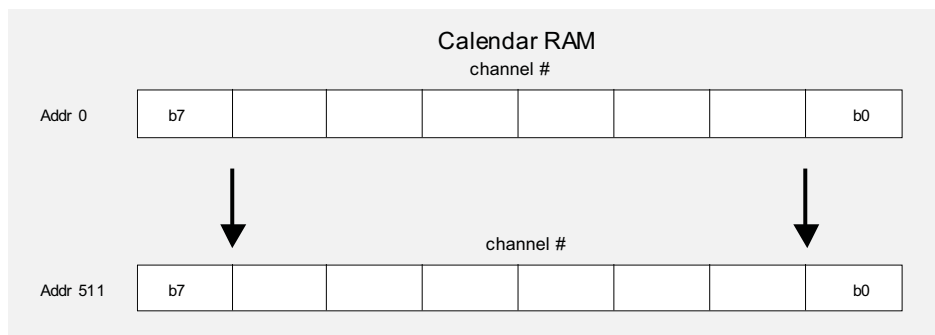 Calendar RAM
channel #
Addr 0 b7 b0
channel #
Addr 511 b7 b0